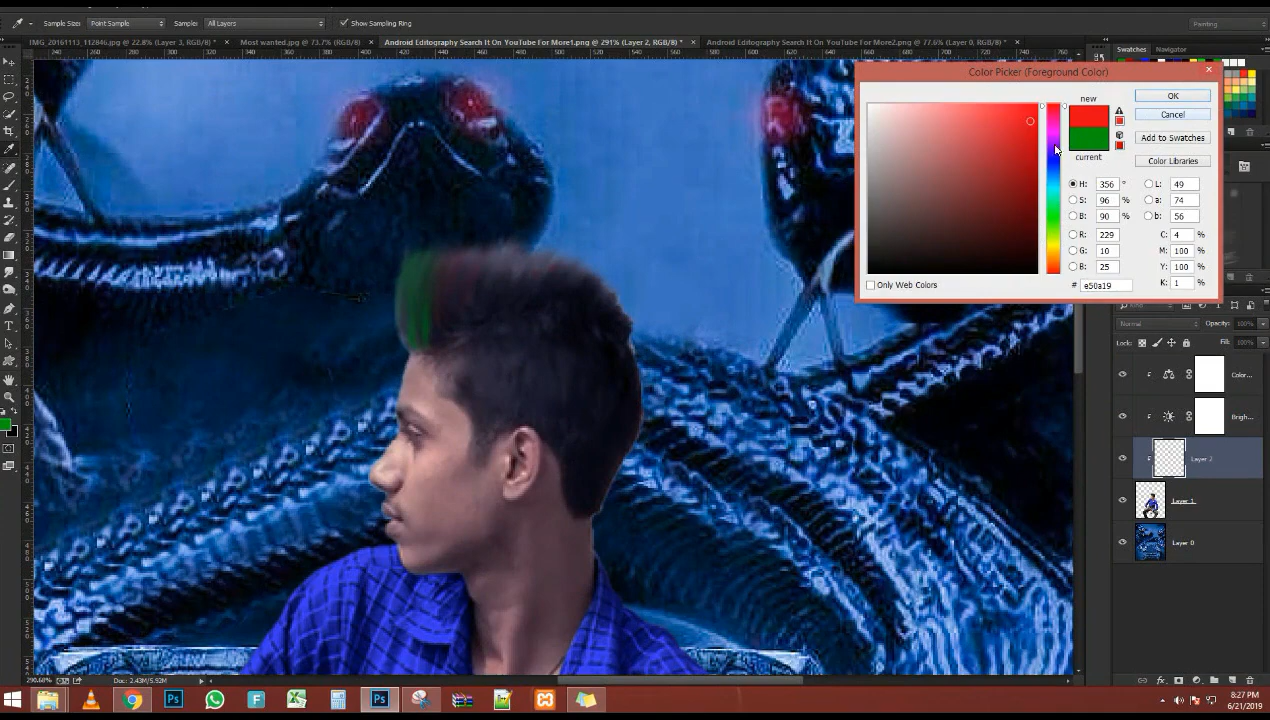 Sample Size: Point Sample Sample: All Layers Show Sampling Ring Painting
IMG_20161113_112846.jpg @ 22.8% (Layer 3, RGB/8) * × Most wanted.jpg @ 73.7% (RGB/8) × Android Editography Search It On YouTube For More1.png @ 291% (Layer 2, RGB/8) * × Android Editography Search It On YouTube For More2.png @ 77.6% (Layer 0, RGB/8) * ×
Swatches Navigator
Color Picker (Foreground Color)
new
OK
Cancel
Add to Swatches
current
Color Libraries
H: 356 ° L: 49
S: 96 % a: 74
B: 90 % b: 56
R: 229 C: 4 %
G: 10 M: 100 %
B: 25 Y: 100 %
Only Web Colors # e50a19 K: 1 %
Normal Opacity: 100%
Lock: Fill: 100%
Color...
Brigh...
Layer 2
Layer 1
Layer 0
290.68% Doc: 2.43M/5.92M
8:27 PM
6/21/2019